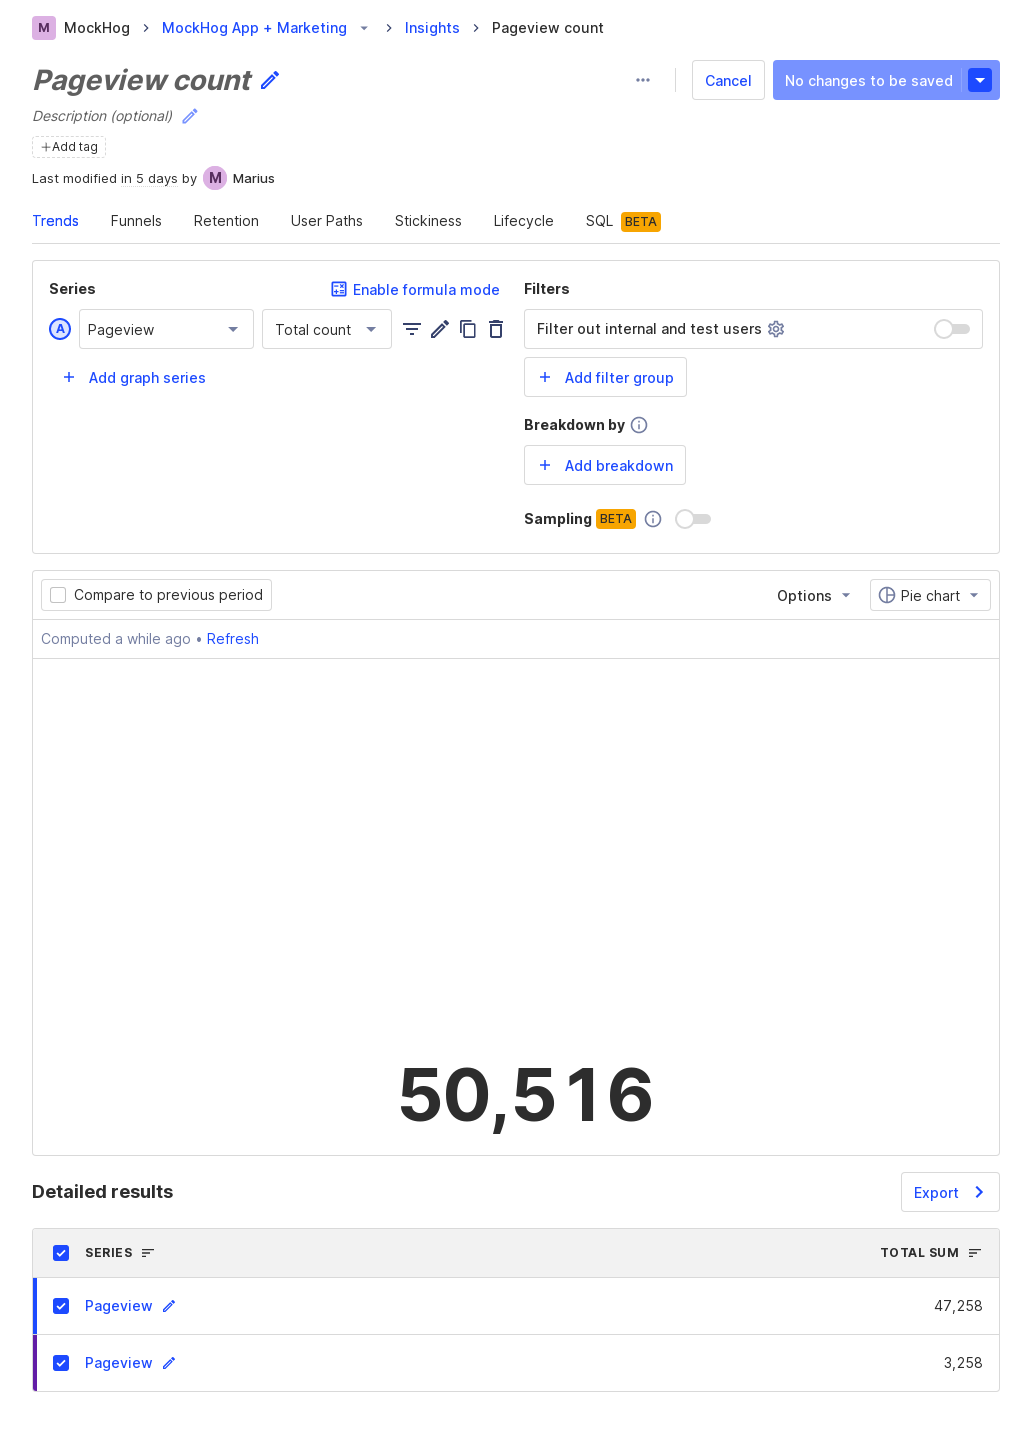 M MockHog > MockHog App + Marketing > Insights > Pageview count
Pageview count
Cancel
No changes to be saved
Description (optional)
+Add tag
Last modified in 5 days by M Marius
Trends Funnels Retention User Paths Stickiness Lifecycle SQL BETA
Series
Enable formula mode
Filters
A Pageview Total count
Filter out internal and test users
+ Add graph series
+ Add filter group
Breakdown by
+ Add breakdown
Sampling BETA
Compare to previous period
Options
Pie chart
Computed a while ago • Refresh
50,516
Detailed results
Export
SERIES TOTAL SUM
Pageview 47,258
Pageview 3,258